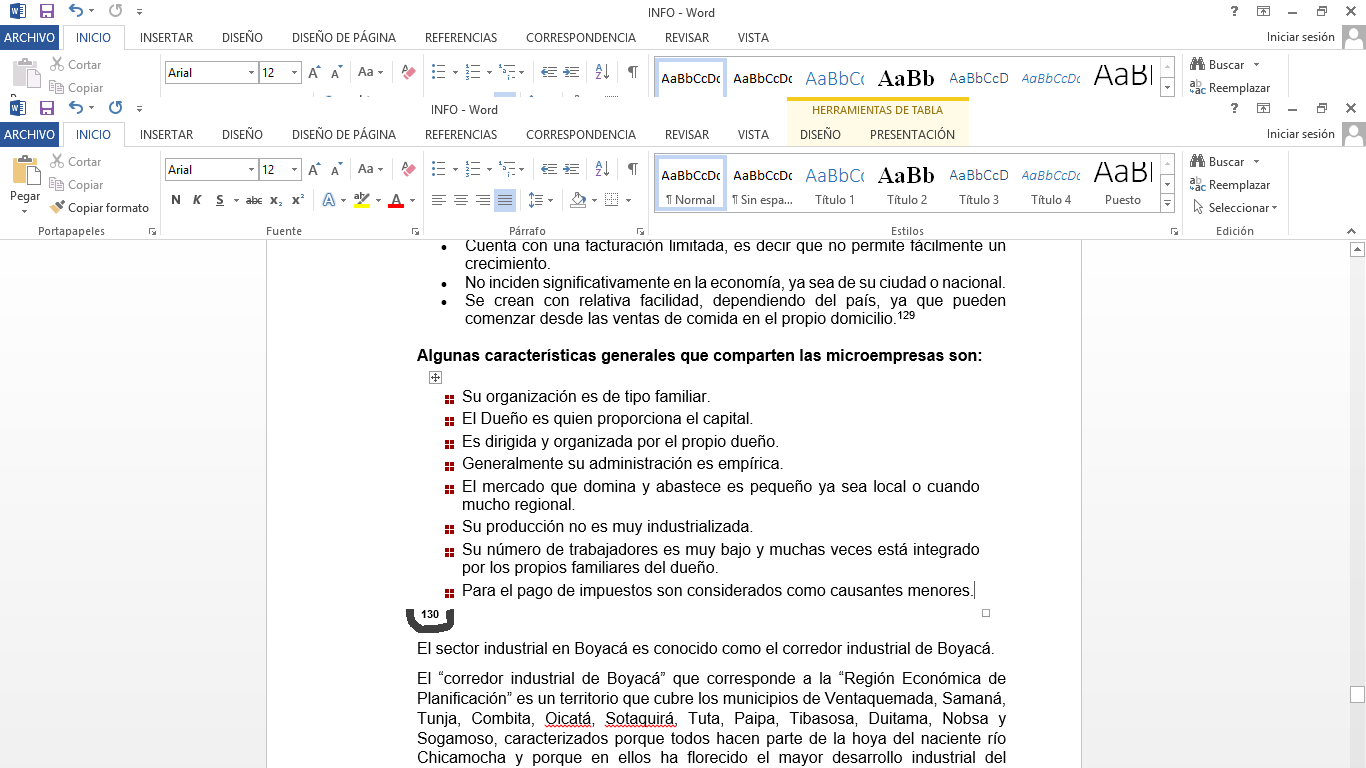 INFO - Word
ARCHIVO INICIO INSERTAR DISEÑO DISEÑO DE PÁGINA REFERENCIAS CORRESPONDENCIA REVISAR VISTA Iniciar sesión
Cortar Arial 12 Aa AaBbCcDc AaBbCcDc AaBbCc AaBb AaBbCcD AaBbCcDc AaBl Buscar
Copiar Reemplazar
INFO - Word HERRAMIENTAS DE TABLA
ARCHIVO INICIO INSERTAR DISEÑO DISEÑO DE PÁGINA REFERENCIAS CORRESPONDENCIA REVISAR VISTA DISEÑO PRESENTACIÓN Iniciar sesión
Cortar Arial 12 Aa AaBbCcDc AaBbCcDc AaBbCc AaBb AaBbCcD AaBbCcDc AaBl Buscar
Copiar Reemplazar
Pegar Copiar formato N K S abc x₂ x² A aby A ¶ Normal ¶ Sin espa... Título 1 Título 2 Título 3 Título 4 Puesto Seleccionar
Portapapeles Fuente Párrafo Estilos Edición
Cuenta con una facturación limitada, es decir que no permite fácilmente un
crecimiento.
No inciden significativamente en la economía, ya sea de su ciudad o nacional.
Se crean con relativa facilidad, dependiendo del país, ya que pueden
comenzar desde las ventas de comida en el propio domicilio.129
Algunas características generales que comparten las microempresas son:
Su organización es de tipo familiar.
El Dueño es quien proporciona el capital.
Es dirigida y organizada por el propio dueño.
Generalmente su administración es empírica.
El mercado que domina y abastece es pequeño ya sea local o cuando
mucho regional.
Su producción no es muy industrializada.
Su número de trabajadores es muy bajo y muchas veces está integrado
por los propios familiares del dueño.
Para el pago de impuestos son considerados como causantes menores.
130
El sector industrial en Boyacá es conocido como el corredor industrial de Boyacá.
El “corredor industrial de Boyacá” que corresponde a la “Región Económica de
Planificación” es un territorio que cubre los municipios de Ventaquemada, Samaná,
Tunja, Combita, Oicatá, Sotaquirá, Tuta, Paipa, Tibasosa, Duitama, Nobsa y
Sogamoso, caracterizados porque todos hacen parte de la hoya del naciente río
Chicamocha y porque en ellos ha florecido el mayor desarrollo industrial del